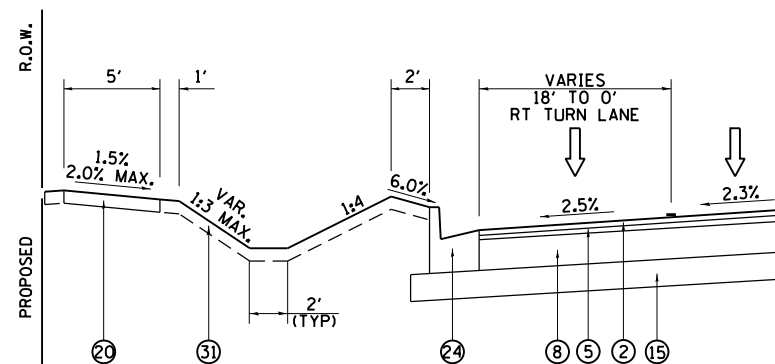 R.O.W.
PROPOSED
5'
1'
2'
VARIES
18' TO 0'
RT TURN LANE
1.5%
2.0% MAX.
VAR.
1:3 MAX.
1:4
6.0%
2.5%
2.3%
2'
(TYP)
20
31
24
8
5
2
15